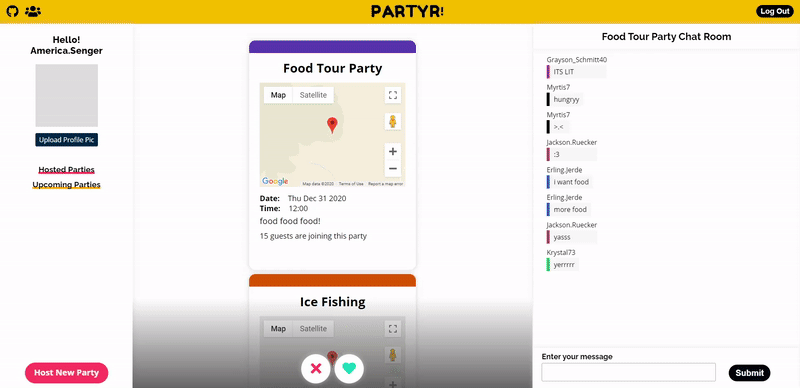 PARTYR!
Log Out
Hello!
America.Senger
Upload Profile Pic
Hosted Parties
Upcoming Parties
Host New Party
Food Tour Party
Map Satellite
Google
Map data ©2020 Terms of Use Report a map error
Date: Thu Dec 31 2020
Time: 12:00
food food food!
15 guests are joining this party
Ice Fishing
Map Satellite
Food Tour Party Chat Room
Grayson_Schmitt40
ITS LIT
Myrtis7
hungryy
Myrtis7
>.<
Jackson.Ruecker
:3
Erling.Jerde
i want food
Erling.Jerde
more food
Jackson.Ruecker
yasss
Krystal73
yerrrrr
Enter your message
Submit